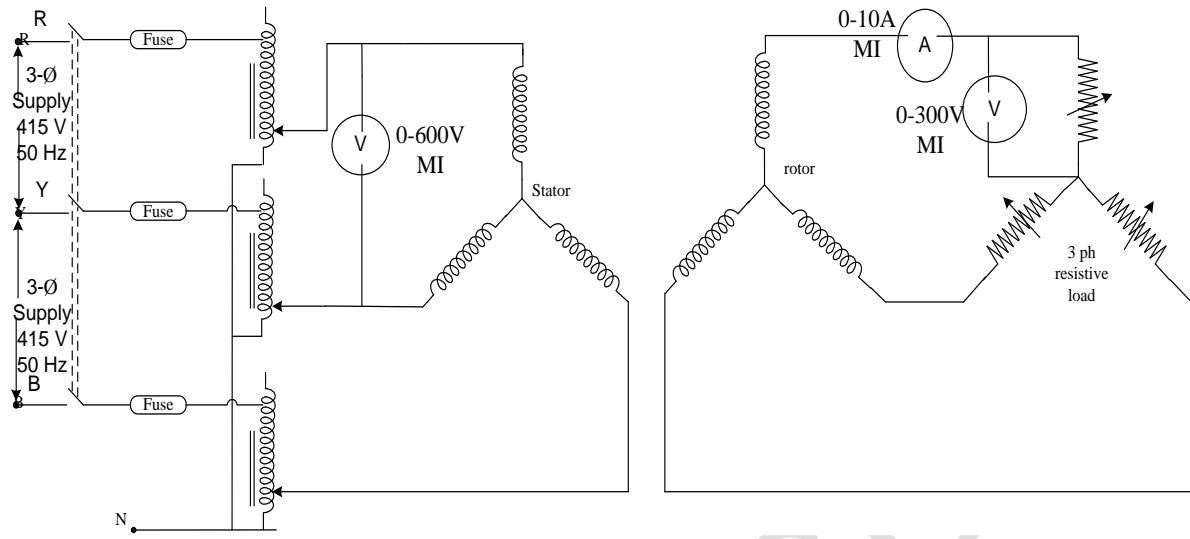 R
R
Fuse
3-Ø
Supply
415 V
50 Hz
Y
Y
Fuse
3-Ø
Supply
415 V
50 Hz
B
B
Fuse
N
V
0-600V
MI
Stator
0-10A
MI
A
V
0-300V
MI
rotor
3 ph
resistive
load